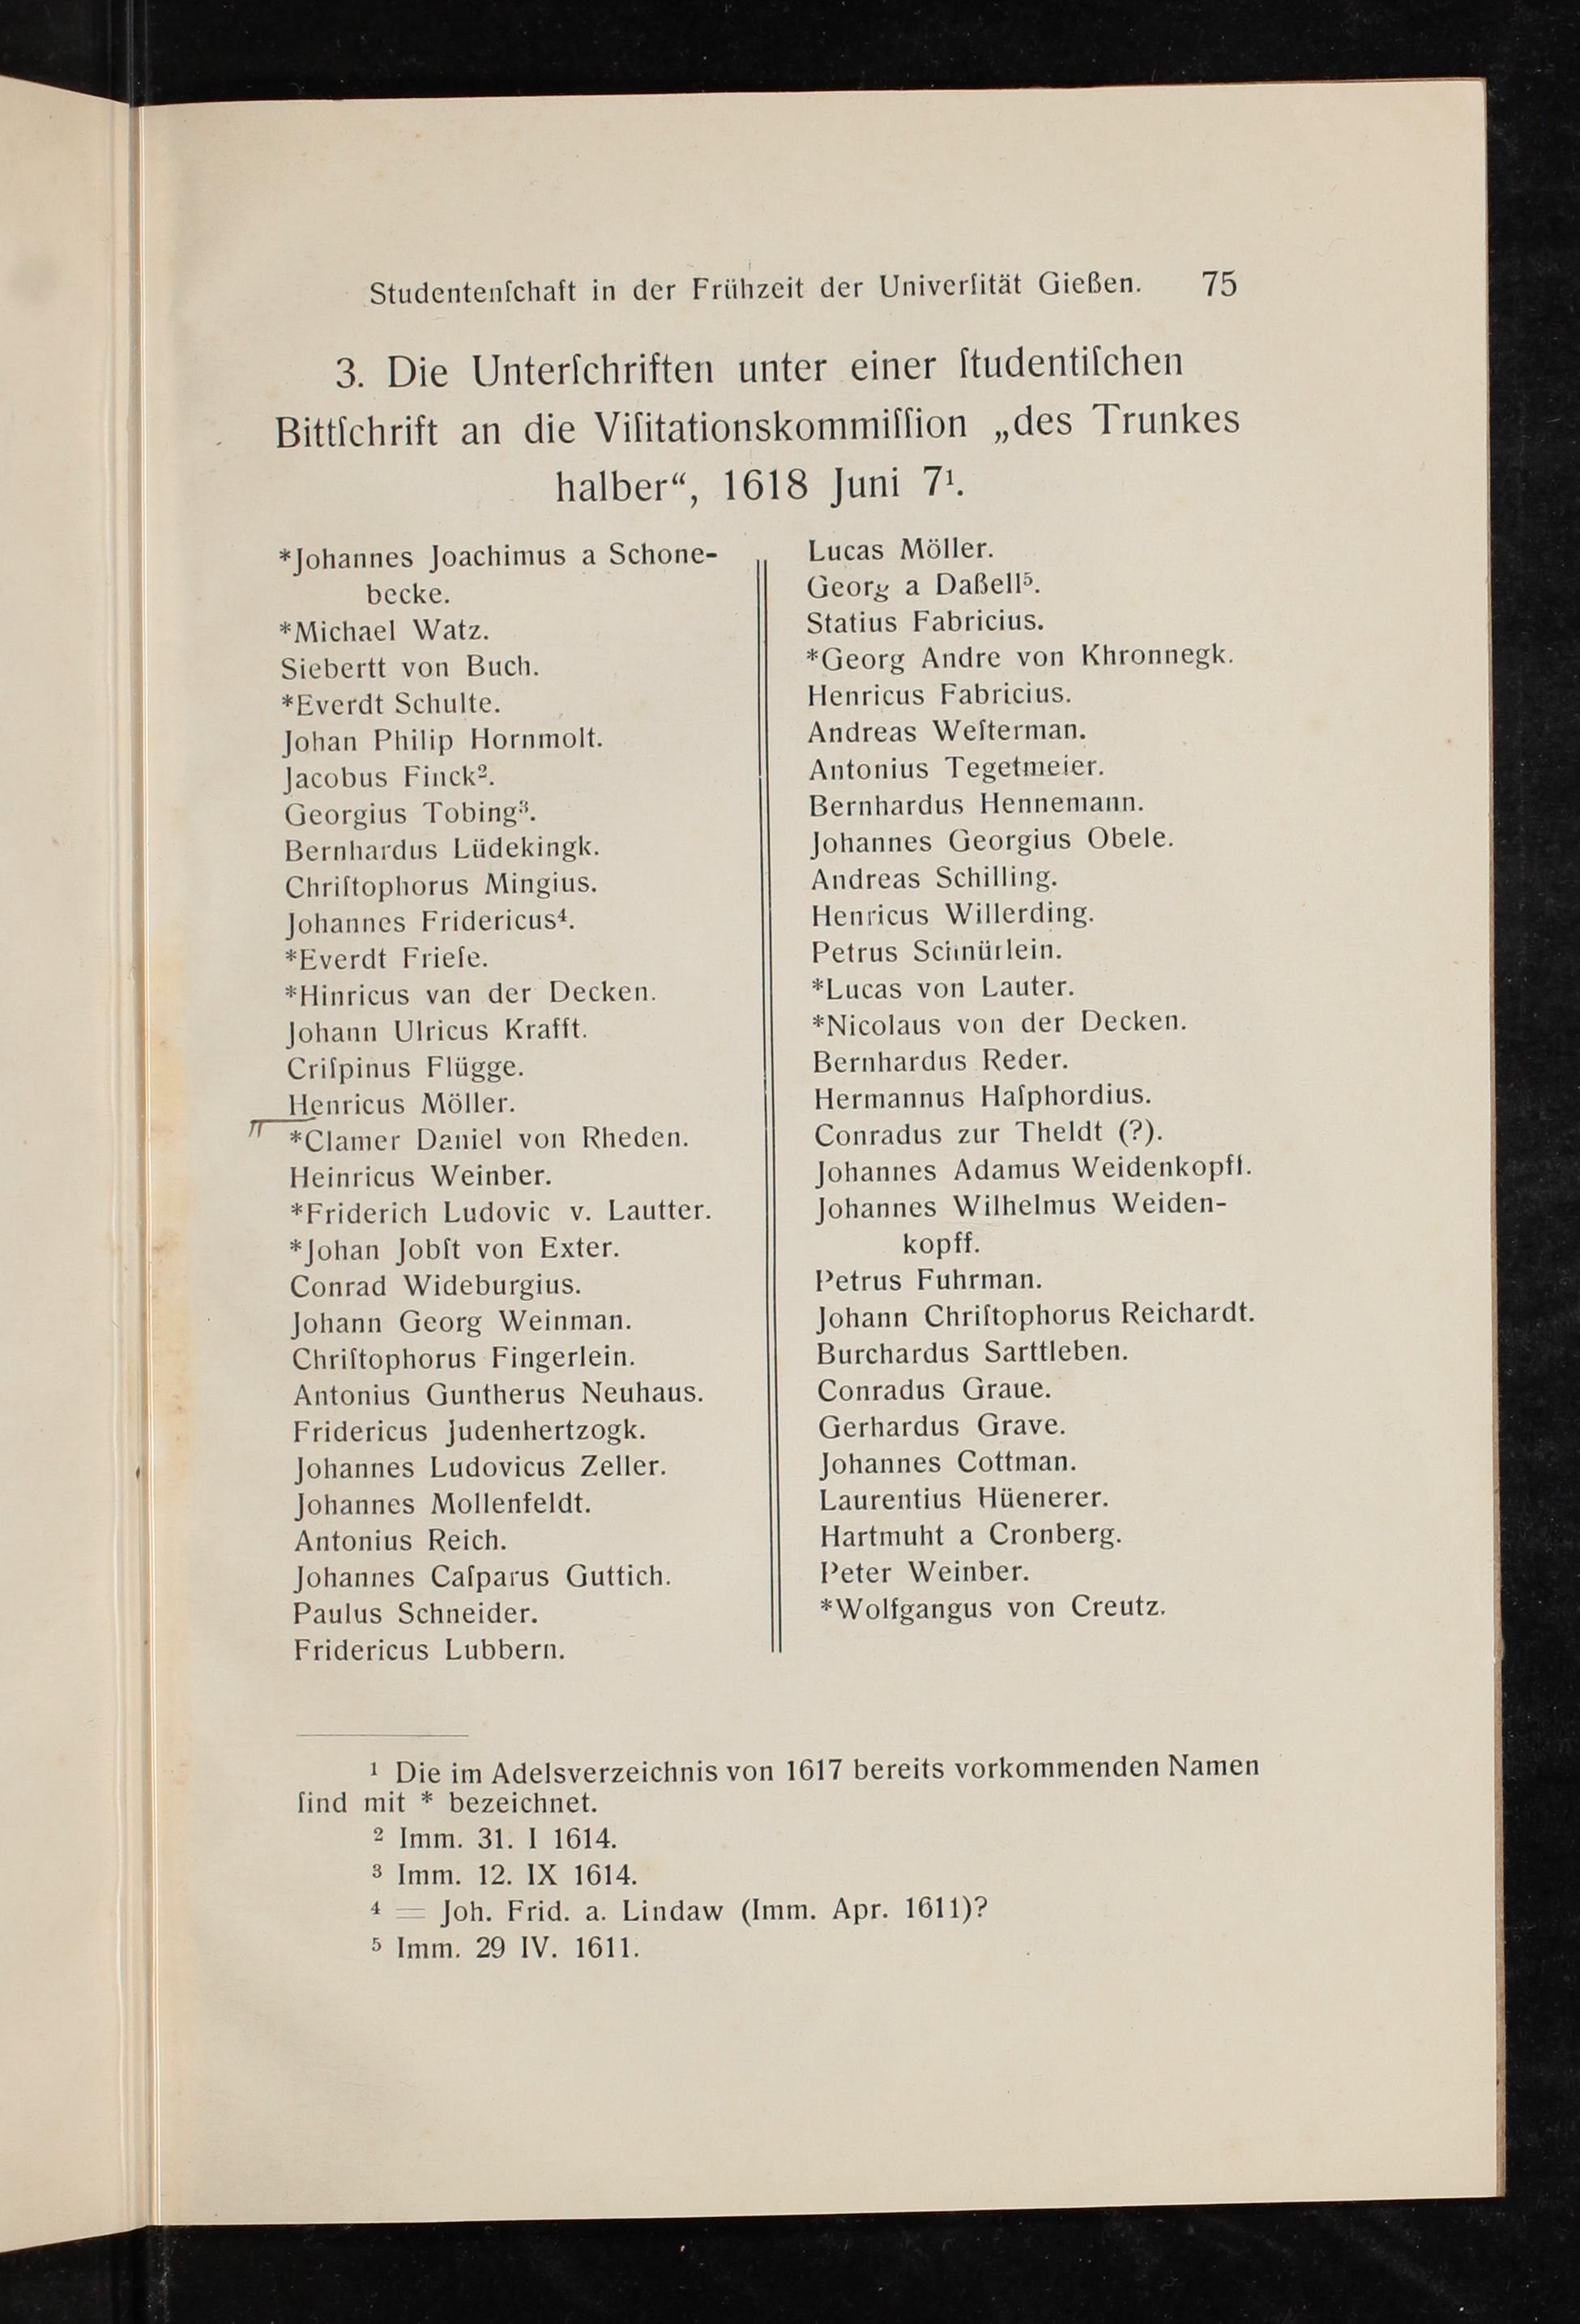 Studentenſchaft in der Frühzeit der Univerſität Gießen. 75
3. Die Unterſchriften unter einer ſtudentiſchen
Bittſchrift an die Viſitationskommiſſion „des Trunkes
halber“, 1618 Juni 7¹.
*Johannes Joachimus a Schone-
becke.
*Michael Watz.
Siebertt von Buch.
*Everdt Schulte.
Johan Philip Hornmolt.
Jacobus Finck².
Georgius Tobing³.
Bernhardus Lüdekingk.
Chriſtophorus Mingius.
Johannes Fridericus⁴.
*Everdt Frieſe.
*Hinricus van der Decken.
Johann Ulricus Krafft.
Criſpinus Flügge.
Henricus Möller.
*Clamer Daniel von Rheden.
Heinricus Weinber.
*Friderich Ludovic v. Lautter.
*Johan Jobſt von Exter.
Conrad Wideburgius.
Johann Georg Weinman.
Chriſtophorus Fingerlein.
Antonius Guntherus Neuhaus.
Fridericus Judenhertzogk.
Johannes Ludovicus Zeller.
Johannes Mollenfeldt.
Antonius Reich.
Johannes Caſparus Guttich.
Paulus Schneider.
Fridericus Lubbern.
Lucas Möller.
Georg a Daßell⁵.
Statius Fabricius.
*Georg Andre von Khronnegk.
Henricus Fabricius.
Andreas Weſterman.
Antonius Tegetmeier.
Bernhardus Hennemann.
Johannes Georgius Obele.
Andreas Schilling.
Henricus Willerding.
Petrus Schnürlein.
*Lucas von Lauter.
*Nicolaus von der Decken.
Bernhardus Reder.
Hermannus Haſphordius.
Conradus zur Theldt (?).
Johannes Adamus Weidenkopff.
Johannes Wilhelmus Weiden-
kopff.
Petrus Fuhrman.
Johann Chriſtophorus Reichardt.
Burchardus Sarttleben.
Conradus Graue.
Gerhardus Grave.
Johannes Cottman.
Laurentius Hüenerer.
Hartmuht a Cronberg.
Peter Weinber.
*Wolfgangus von Creutz.
¹ Die im Adelsverzeichnis von 1617 bereits vorkommenden Namen
ſind mit * bezeichnet.
² Imm. 31. I 1614.
³ Imm. 12. IX 1614.
⁴ = Joh. Frid. a. Lindaw (Imm. Apr. 1611)?
⁵ Imm. 29 IV. 1611.